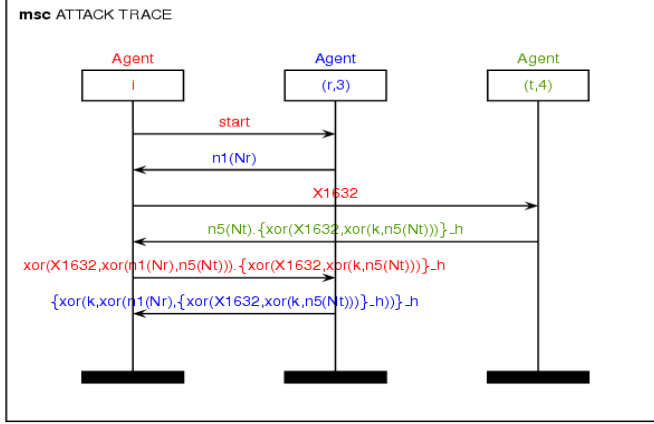 msc ATTACK TRACE
Agent Agent Agent
i (r,3) (t,4)
start
n1(Nr)
X1632
n5(Nt).{xor(X1632,xor(k,n5(Nt)))}_h
xor(X1632,xor(n1(Nr),n5(Nt))).{xor(X1632,xor(k,n5(Nt)))}_h
{xor(k,xor(n1(Nr),{xor(X1632,xor(k,n5(Nt)))}_h))}_h